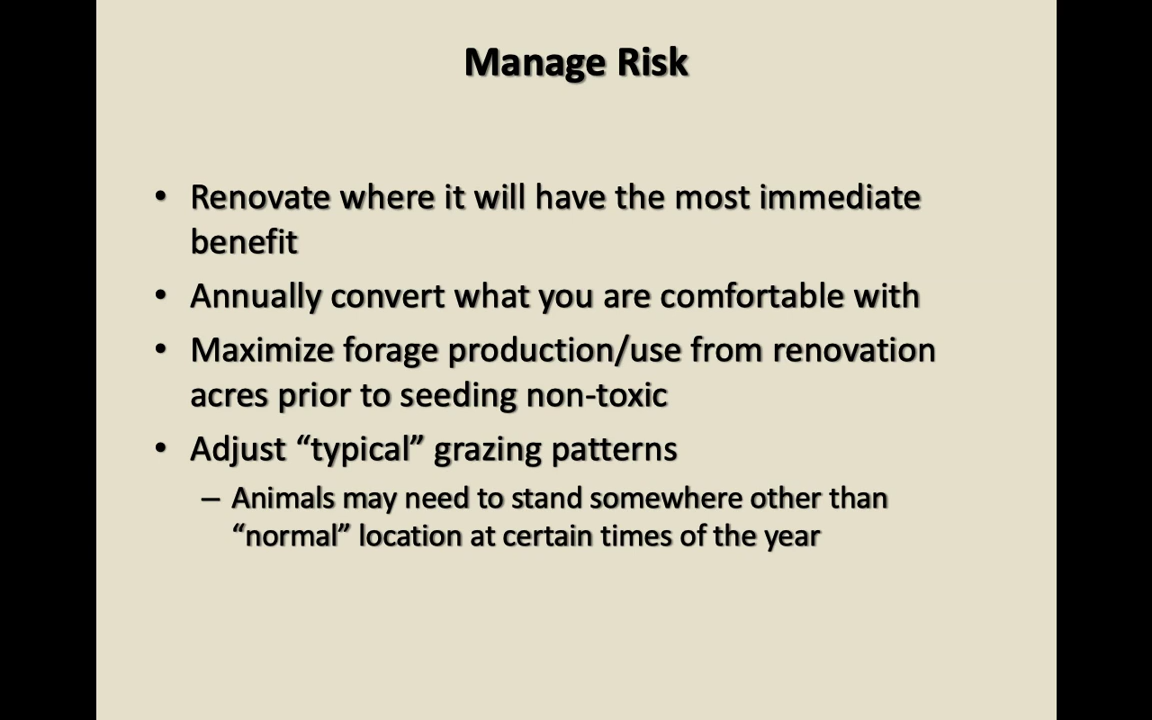 Manage Risk
• Renovate where it will have the most immediate
benefit
• Annually convert what you are comfortable with
• Maximize forage production/use from renovation
acres prior to seeding non-toxic
• Adjust “typical” grazing patterns
– Animals may need to stand somewhere other than
“normal” location at certain times of the year